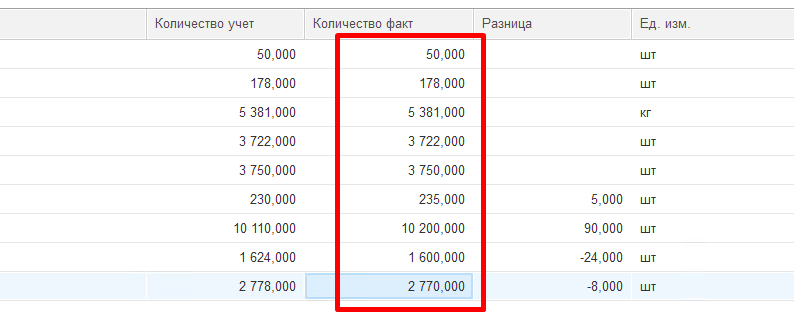 Количество учет Количество факт Разница Ед. изм.
50,000 50,000 шт
178,000 178,000 шт
5 381,000 5 381,000 кг
3 722,000 3 722,000 шт
3 750,000 3 750,000 шт
230,000 235,000 5,000 шт
10 110,000 10 200,000 90,000 шт
1 624,000 1 600,000 -24,000 шт
2 778,000 2 770,000 -8,000 шт